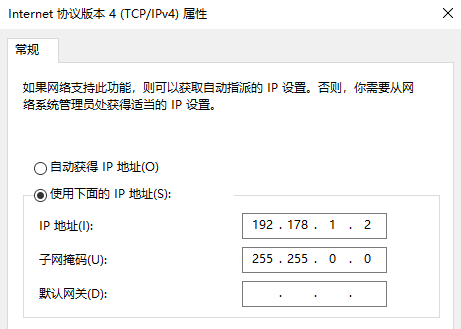 Internet 协议版本 4 (TCP/IPv4) 属性
常规
如果网络支持此功能，则可以获取自动指派的 IP 设置。否则，你需要从网
络系统管理员处获得适当的 IP 设置。
自动获得 IP 地址(O)
使用下面的 IP 地址(S):
IP 地址(I): 192 . 178 . 1 . 2
子网掩码(U): 255 . 255 . 0 . 0
默认网关(D): . . .